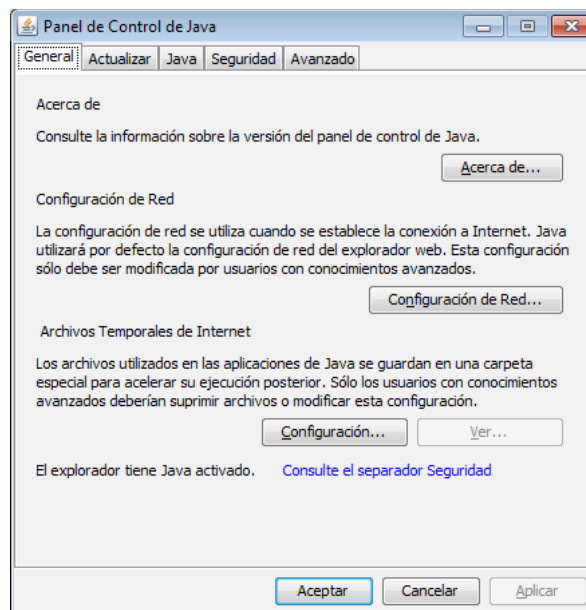 Panel de Control de Java
General Actualizar Java Seguridad Avanzado
Acerca de
Consulte la información sobre la versión del panel de control de Java.
Acerca de...
Configuración de Red
La configuración de red se utiliza cuando se establece la conexión a Internet. Java
utilizará por defecto la configuración de red del explorador web. Esta configuración
sólo debe ser modificada por usuarios con conocimientos avanzados.
Configuración de Red...
Archivos Temporales de Internet
Los archivos utilizados en las aplicaciones de Java se guardan en una carpeta
especial para acelerar su ejecución posterior. Sólo los usuarios con conocimientos
avanzados deberían suprimir archivos o modificar esta configuración.
Configuración... Ver...
El explorador tiene Java activado. Consulte el separador Seguridad
Aceptar Cancelar Aplicar